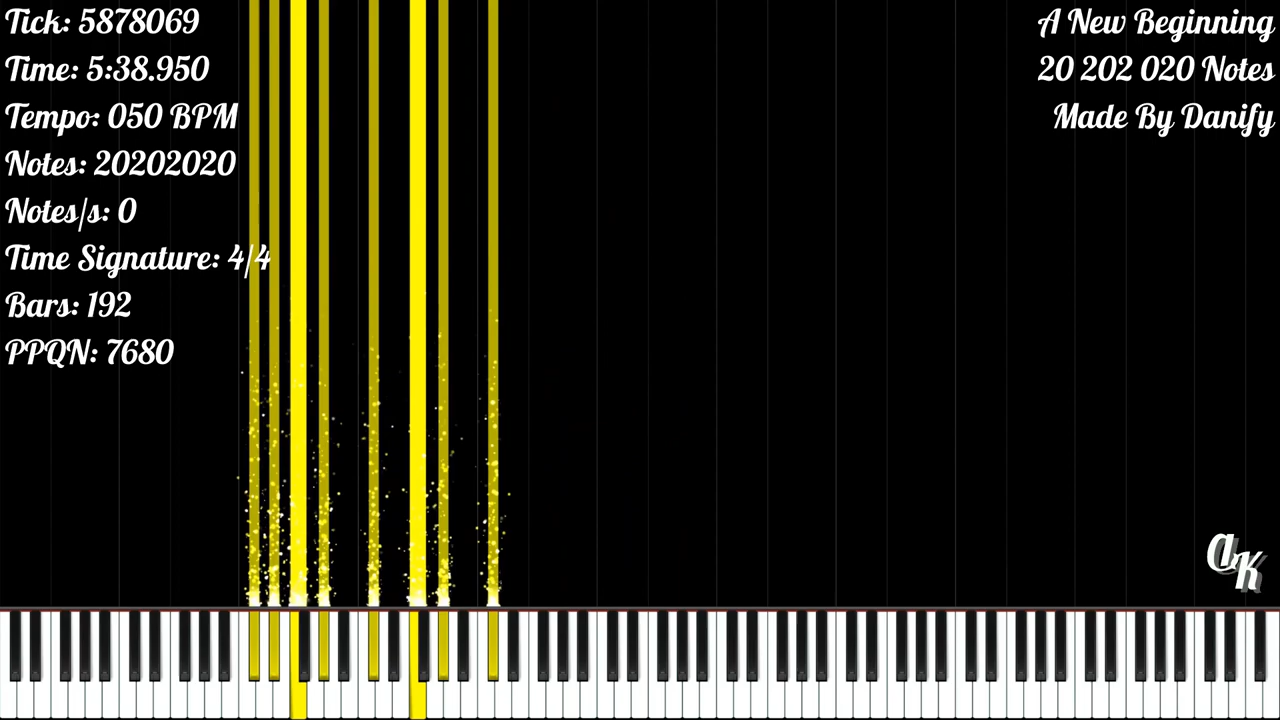 Tick: 5878069
Time: 5:38.950
Tempo: 050 BPM
Notes: 20202020
Notes/s: 0
Time Signature: 4/4
Bars: 192
PPQN: 7680
A New Beginning
20 202 020 Notes
Made By Danify
aK